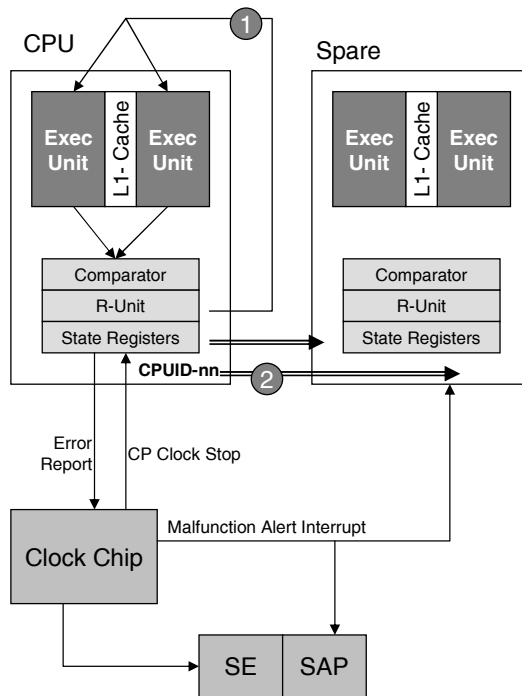 1
CPU
Spare
Exec Unit
L1- Cache
Exec Unit
Exec Unit
L1- Cache
Exec Unit
Comparator
R-Unit
State Registers
Comparator
R-Unit
State Registers
CPUID-nn
2
Error
Report
CP Clock Stop
Malfunction Alert Interrupt
Clock Chip
SE
SAP